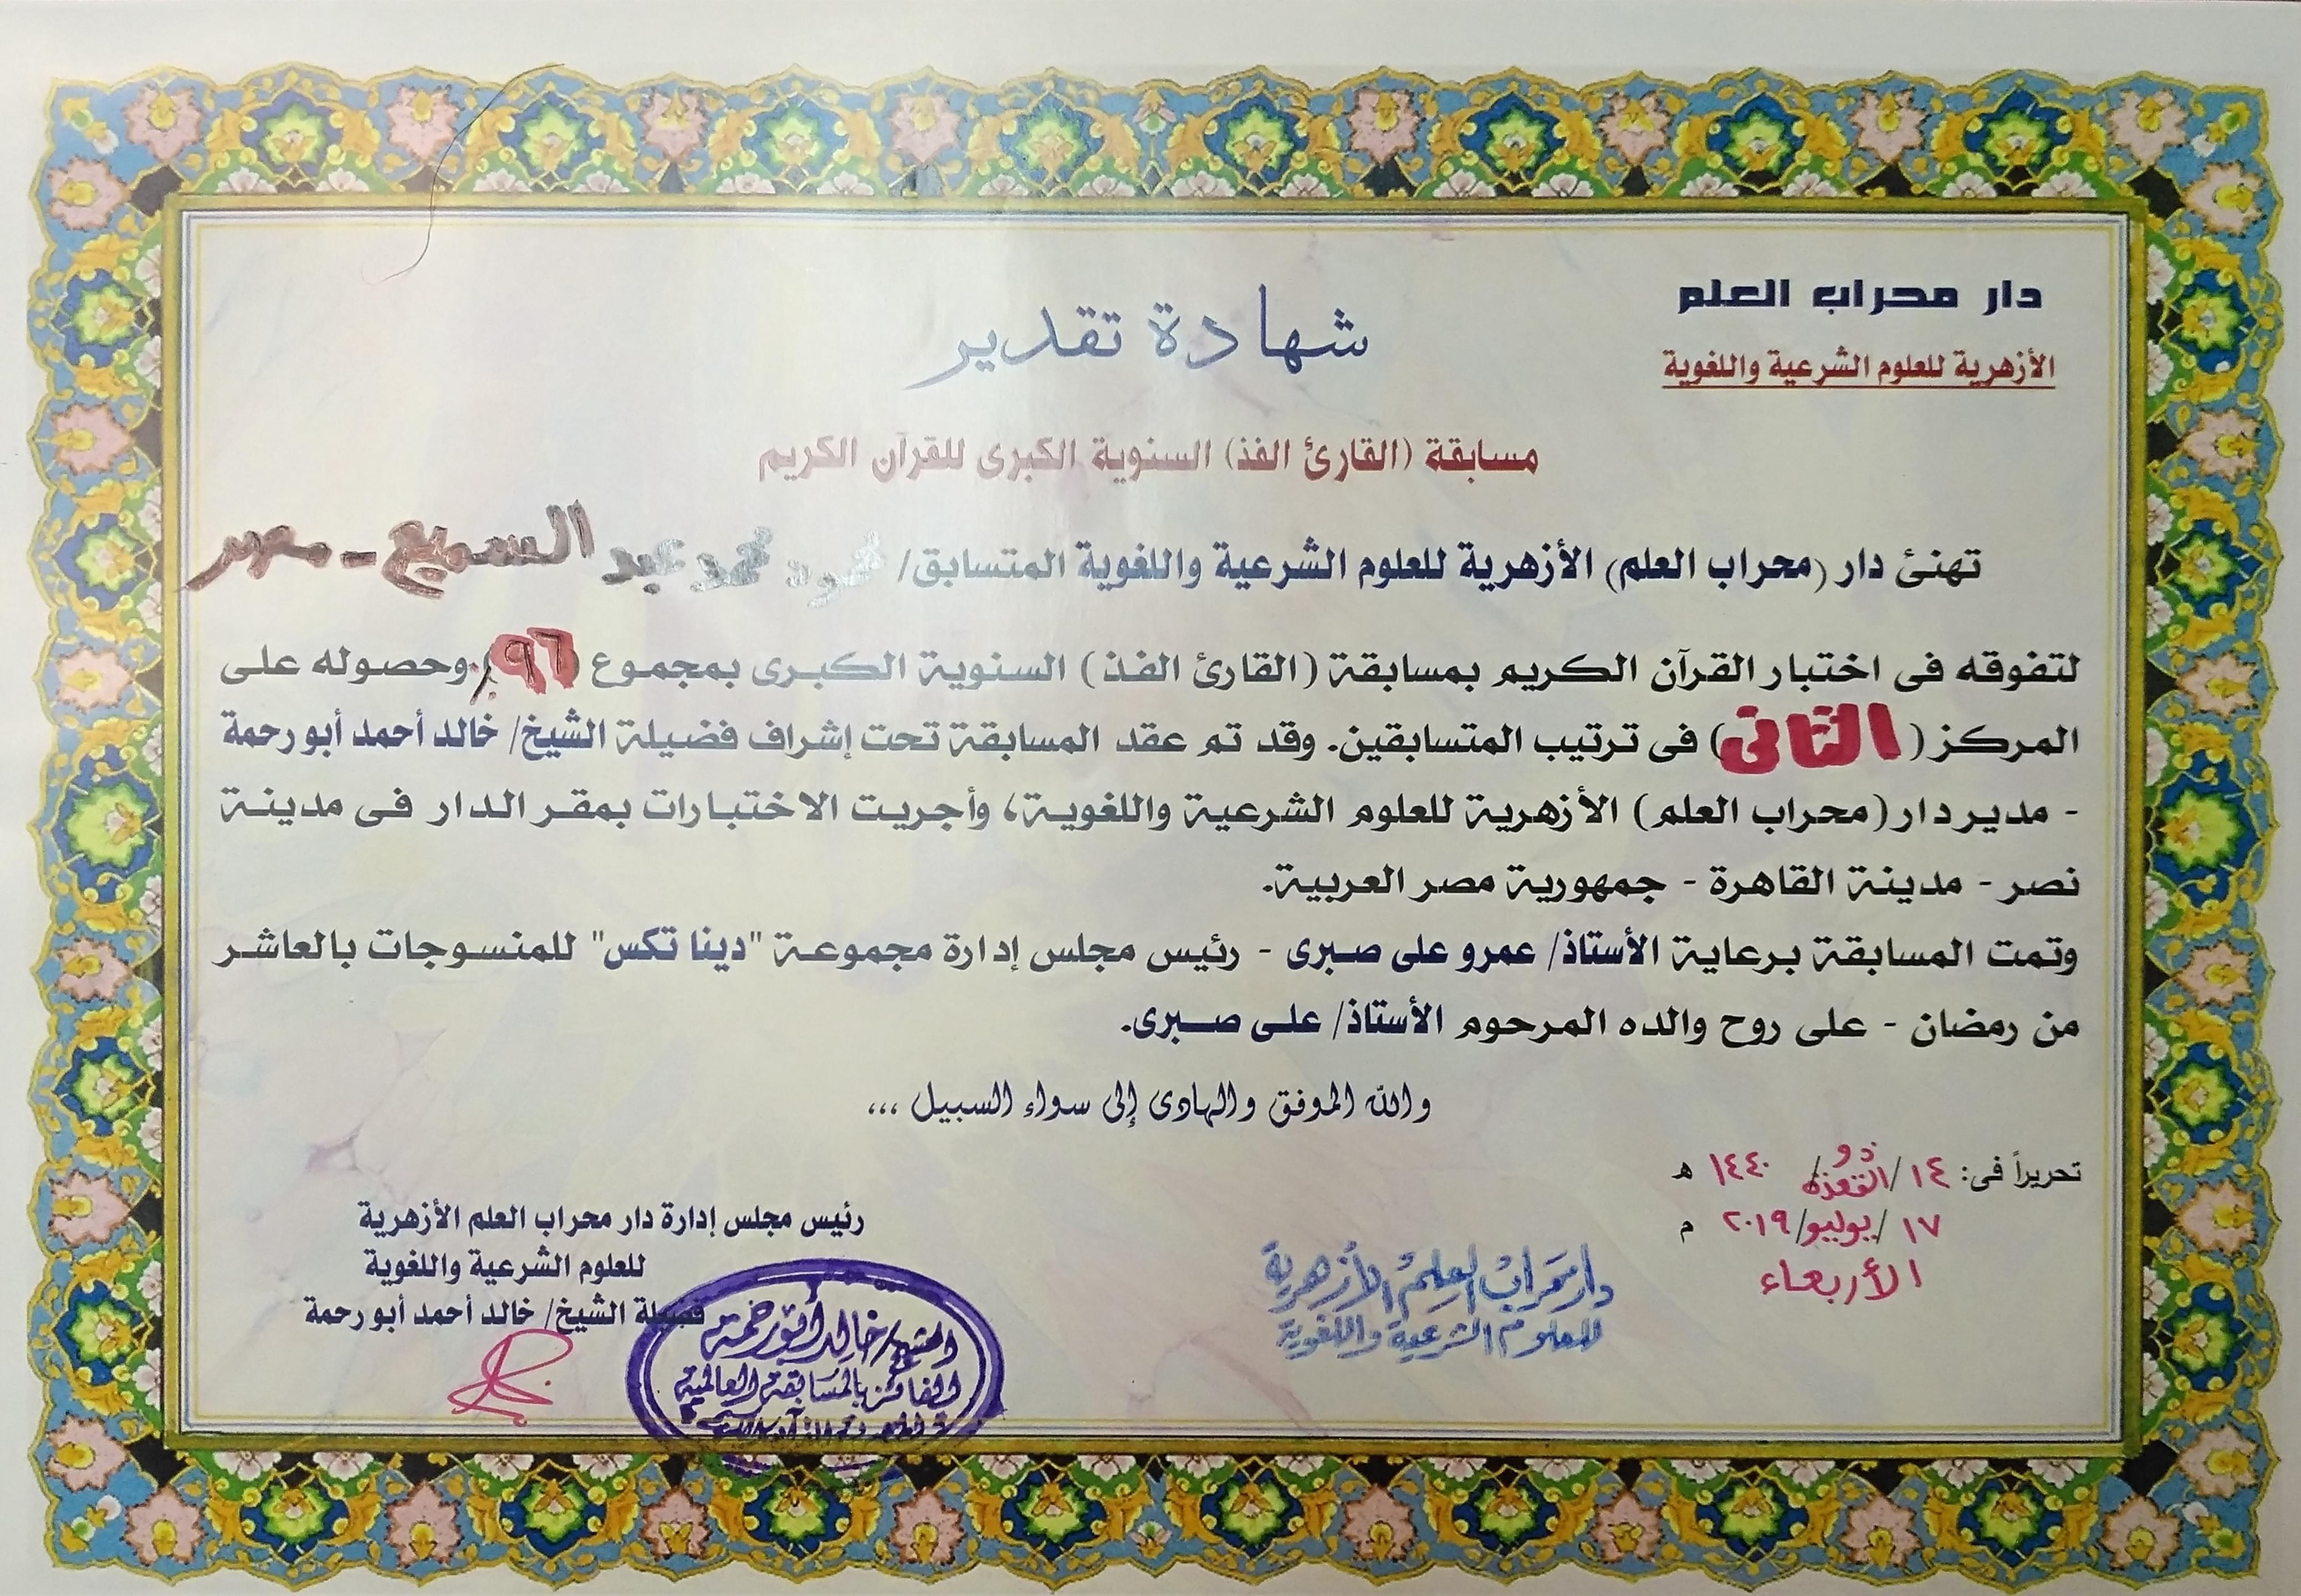 دار محراب العلم
الأزهرية للعلوم الشرعية واللغوية
شهادة تقدير
مسابقة (القارئ الفذ) السنوية الكبرى للقرآن الكريم
تهنئ دار (محراب العلم) الأزهرية للعلوم الشرعية واللغوية المتسابق/ محمود محمد عبد السميع - مصر
لتفوقه فى اختبار القرآن الكريم بمسابقة (القارئ الفذ) السنوية الكبرى بمجموع (٩٦٪) وحصوله على
المركز (الثانى) فى ترتيب المتسابقين. وقد تم عقد المسابقة تحت إشراف فضيلة الشيخ/ خالد أحمد أبو رحمة
- مدير دار (محراب العلم) الأزهرية للعلوم الشرعية واللغوية، وأجريت الاختبارات بمقر الدار فى مدينة
نصر - مدينة القاهرة - جمهورية مصر العربية.
وتمت المسابقة برعاية الأستاذ/ عمرو على صبرى - رئيس مجلس إدارة مجموعة "دينا تكس" للمنسوجات بالعاشر
من رمضان - على روح والده المرحوم الأستاذ/ على صبرى.
والله الموفق والهادى إلى سواء السبيل ،،،
تحريراً فى: ١٤ / ذو القعدة / ١٤٤٠ هـ
١٧ / يوليو / ٢٠١٩ م
الأربعاء
رئيس مجلس إدارة دار محراب العلم الأزهرية
للعلوم الشرعية واللغوية
فضيلة الشيخ/ خالد أحمد أبو رحمة
دار محراب العلم الأزهرية
للعلوم الشرعية واللغوية
الشيخ/ خالد أبو رحمة
الفائز بالمسابقة العالمية